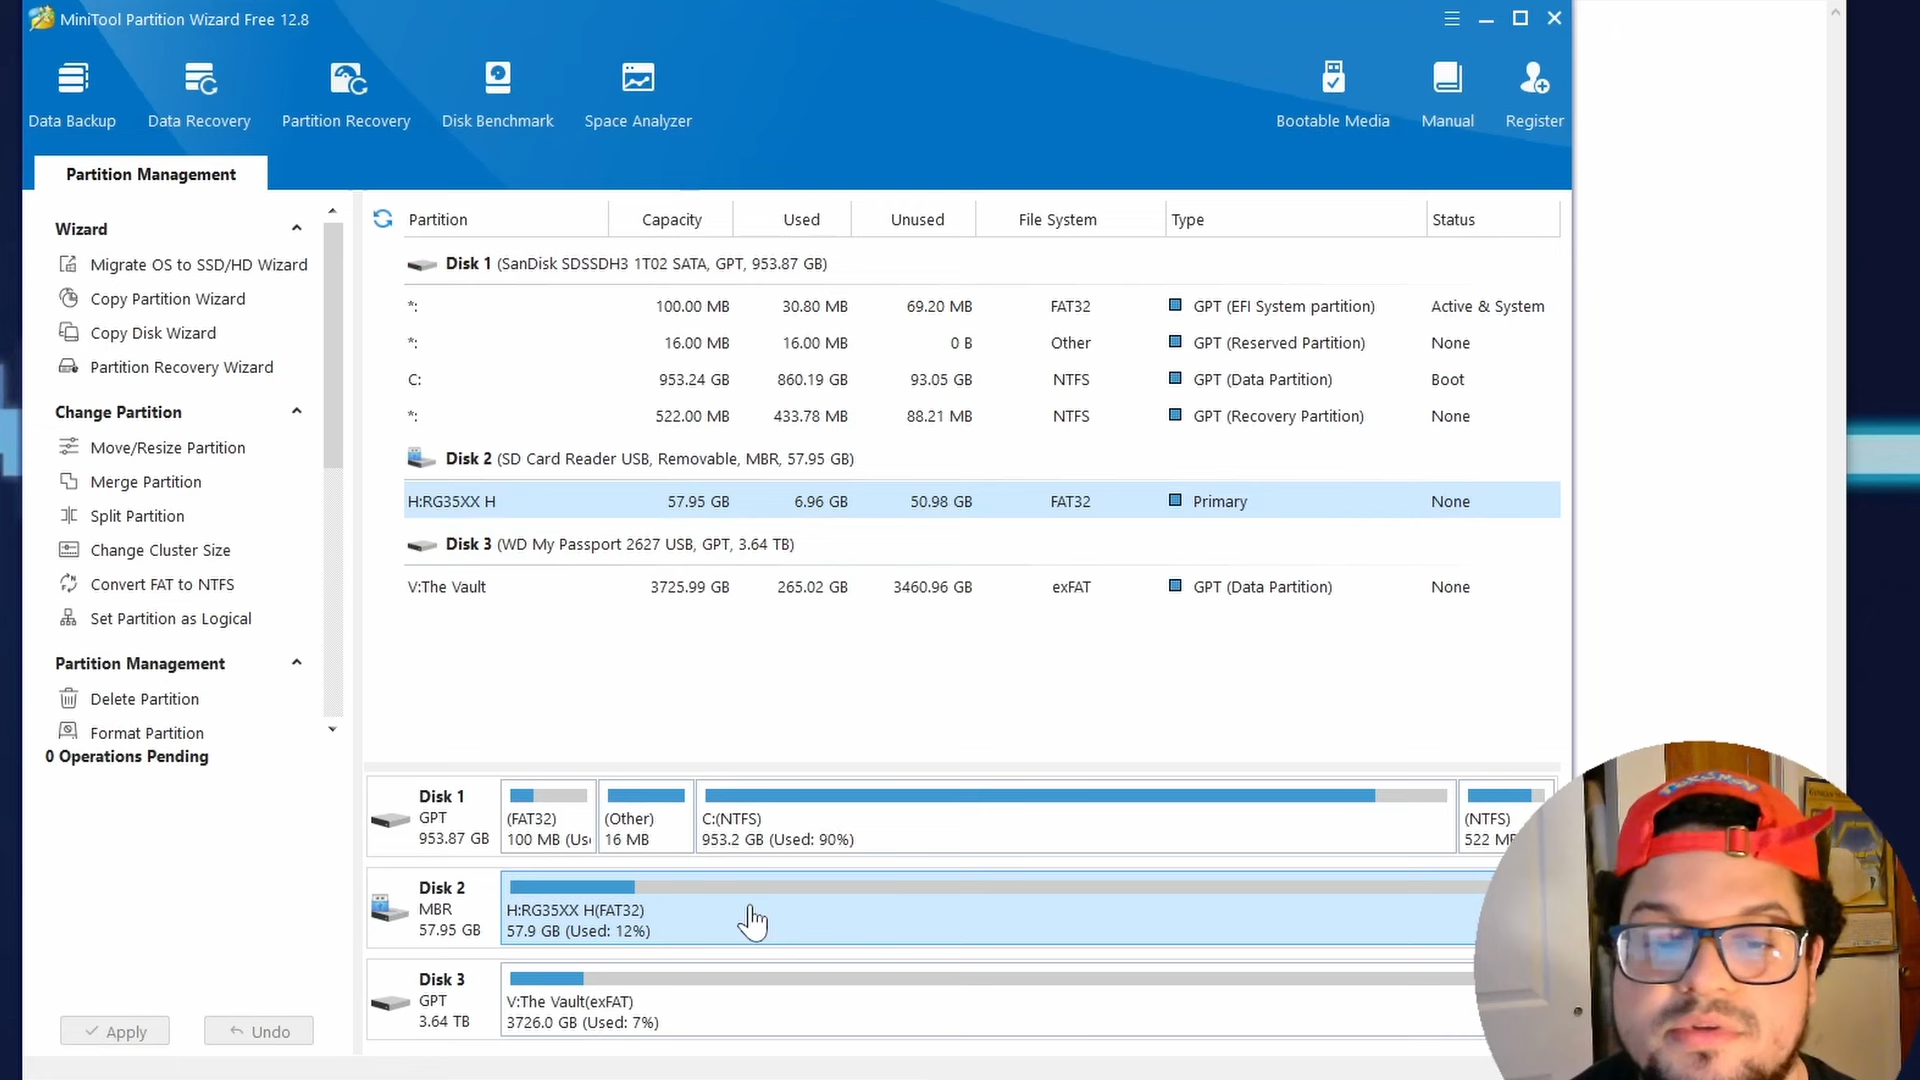 MiniTool Partition Wizard Free 12.8
Data Backup
Data Recovery
Partition Recovery
Disk Benchmark
Space Analyzer
Bootable Media
Manual
Register
Partition Management
Wizard
Migrate OS to SSD/HD Wizard
Copy Partition Wizard
Copy Disk Wizard
Partition Recovery Wizard
Change Partition
Move/Resize Partition
Merge Partition
Split Partition
Change Cluster Size
Convert FAT to NTFS
Set Partition as Logical
Partition Management
Delete Partition
Format Partition
0 Operations Pending
Apply
Undo
Partition Capacity Used Unused File System Type Status
Disk 1 (SanDisk SDSSDH3 1T02 SATA, GPT, 953.87 GB)
*: 100.00 MB 30.80 MB 69.20 MB FAT32 GPT (EFI System partition) Active & System
*: 16.00 MB 16.00 MB 0 B Other GPT (Reserved Partition) None
C: 953.24 GB 860.19 GB 93.05 GB NTFS GPT (Data Partition) Boot
*: 522.00 MB 433.78 MB 88.21 MB NTFS GPT (Recovery Partition) None
Disk 2 (SD Card Reader USB, Removable, MBR, 57.95 GB)
H:RG35XX H 57.95 GB 6.96 GB 50.98 GB FAT32 Primary None
Disk 3 (WD My Passport 2627 USB, GPT, 3.64 TB)
V:The Vault 3725.99 GB 265.02 GB 3460.96 GB exFAT GPT (Data Partition) None
Disk 1
GPT
953.87 GB
(FAT32)
100 MB (Us
(Other)
16 MB
C:(NTFS)
953.2 GB (Used: 90%)
(NTFS)
522 M
Disk 2
MBR
57.95 GB
H:RG35XX H(FAT32)
57.9 GB (Used: 12%)
Disk 3
GPT
3.64 TB
V:The Vault(exFAT)
3726.0 GB (Used: 7%)